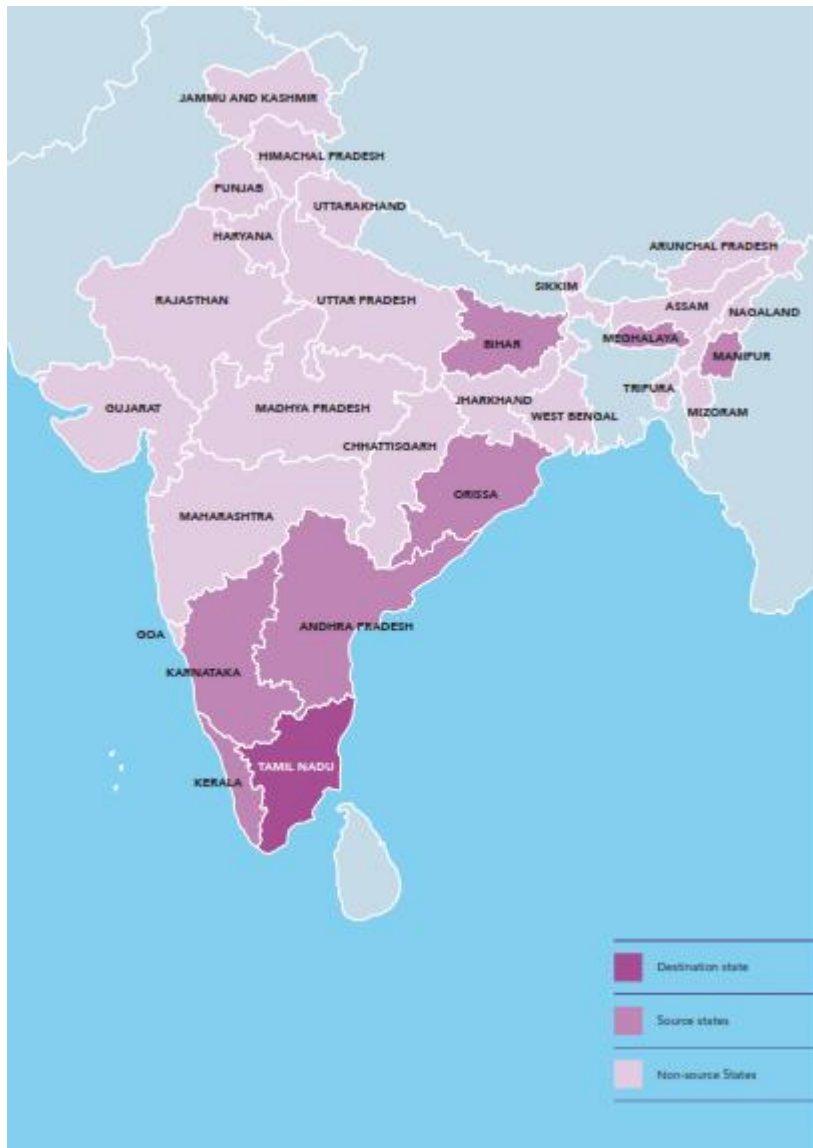 JAMMU AND KASHMIR
HIMACHAL PRADESH
PUNJAB
UTTARAKHAND
HARYANA
ARUNCHAL PRADESH
SIKKIM
RAJASTHAN
UTTAR PRADESH
ASSAM
NAGALAND
BIHAR
MEGHALAYA
MANIPUR
TRIPURA
JHARKHAND
GUJARAT
MADHYA PRADESH
WEST BENGAL
MIZORAM
CHHATTISGARH
ORISSA
MAHARASHTRA
ANDHRA PRADESH
GOA
KARNATAKA
TAMIL NADU
KERALA
Destination state
Source states
Non-source States